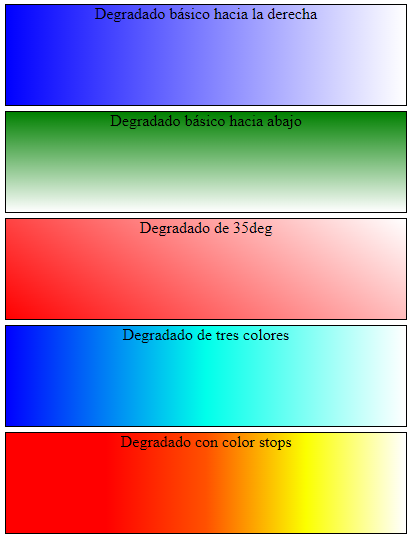 Degradado básico hacia la derecha
Degradado básico hacia abajo
Degradado de 35deg
Degradado de tres colores
Degradado con color stops